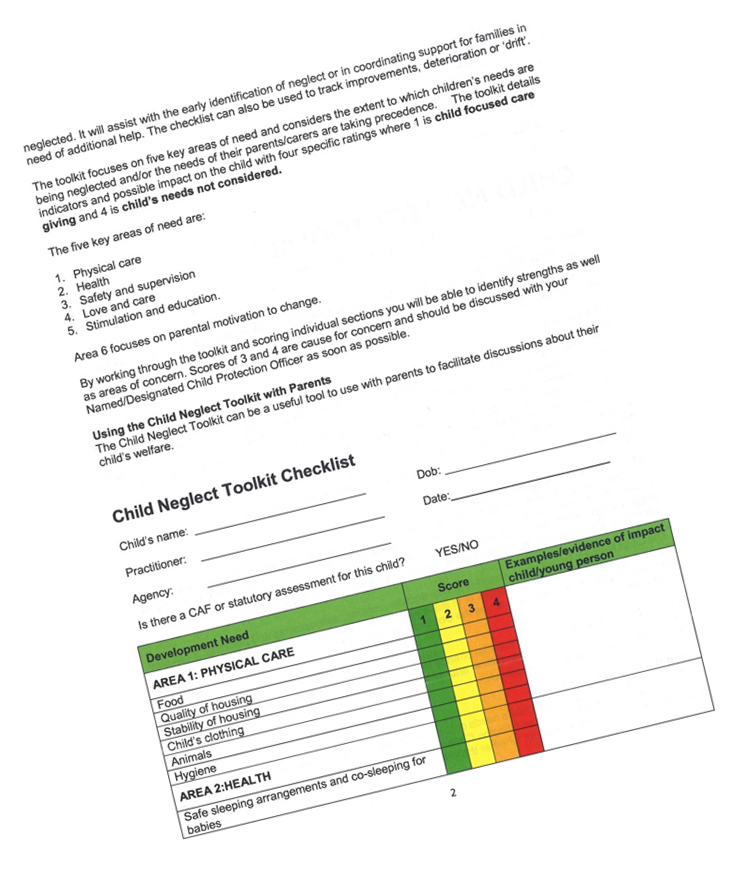 neglected. It will assist with the early identification of neglect or in coordinating support for families in
need of additional help. The checklist can also be used to track improvements, deterioration or 'drift'.
The toolkit focuses on five key areas of need and considers the extent to which children's needs are
being neglected and/or the needs of their parents/carers are taking precedence. The toolkit details
indicators and possible impact on the child with four specific ratings where 1 is child focused care
giving and 4 is child's needs not considered.
The five key areas of need are:
1. Physical care
2. Health
3. Safety and supervision
4. Love and care
5. Stimulation and education.
Area 6 focuses on parental motivation to change.
By working through the toolkit and scoring individual sections you will be able to identify strengths as well
as areas of concern. Scores of 3 and 4 are cause for concern and should be discussed with your
Named/Designated Child Protection Officer as soon as possible.
Using the Child Neglect Toolkit with Parents
The Child Neglect Toolkit can be a useful tool to use with parents to facilitate discussions about their
child's welfare.
Child Neglect Toolkit Checklist
Child's name:
Dob:
Practitioner:
Date:
Agency:
Is there a CAF or statutory assessment for this child? YES/NO
Development Need
Score
Examples/evidence of impact
child/young person
1 2 3 4
AREA 1: PHYSICAL CARE
Food
Quality of housing
Stability of housing
Child's clothing
Animals
Hygiene
AREA 2:HEALTH
Safe sleeping arrangements and co-sleeping for
babies
2